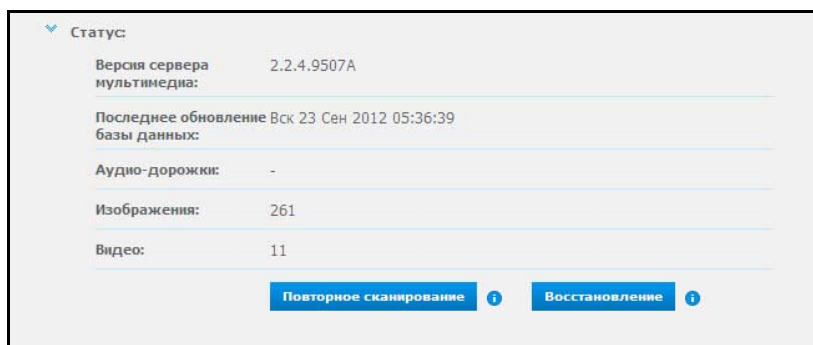 Статус:
Версия сервера мультимедиа: 2.2.4.9507A
Последнее обновление базы данных: Вск 23 Сен 2012 05:36:39
Аудио-дорожки: -
Изображения: 261
Видео: 11
Повторное сканирование Восстановление